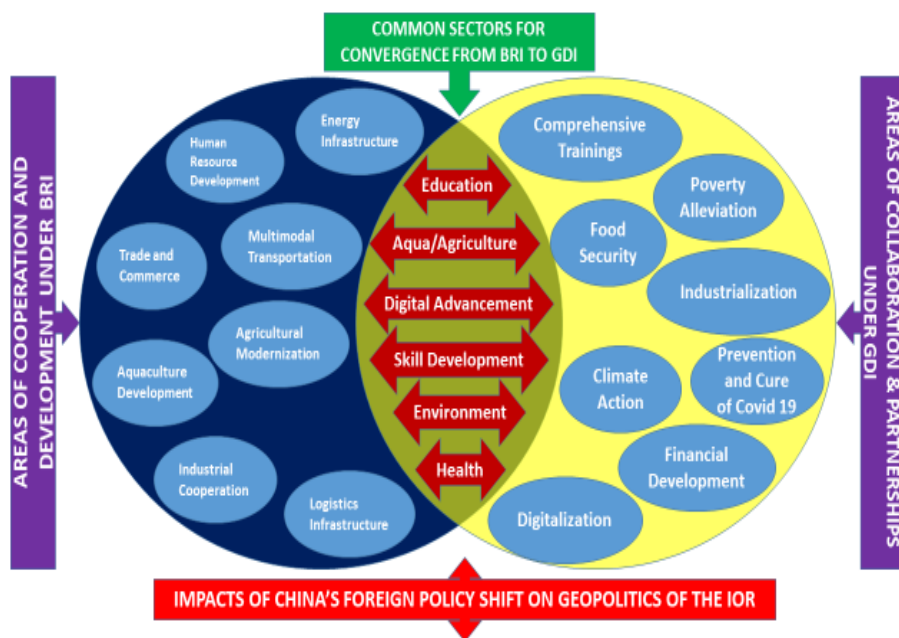 COMMON SECTORS FOR
CONVERGENCE FROM BRI TO GDI
AREAS OF COOPERATION AND
DEVELOPMENT UNDER BRI
Energy
Infrastructure
Human
Resource
Development
Multimodal
Transportation
Trade and
Commerce
Agricultural
Modernization
Aquaculture
Development
Industrial
Cooperation
Logistics
Infrastructure
Education
Aqua/Agriculture
Digital Advancement
Skill Development
Environment
Health
Comprehensive
Trainings
Poverty
Alleviation
Food
Security
Industrialization
Prevention
and Cure
of Covid 19
Climate
Action
Financial
Development
Digitalization
AREAS OF COLLABORATION & PARTNERSHIPS
UNDER GDI
IMPACTS OF CHINA'S FOREIGN POLICY SHIFT ON GEOPOLITICS OF THE IOR